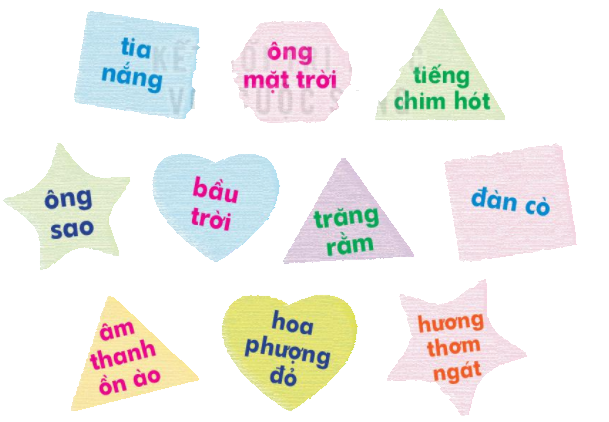 tia
nắng
ông
mặt trời
tiếng
chim hót
ông
sao
bầu
trời
trăng
rằm
đàn cò
âm
thanh
ồn ào
hoa
phượng
đỏ
hương
thơm
ngát